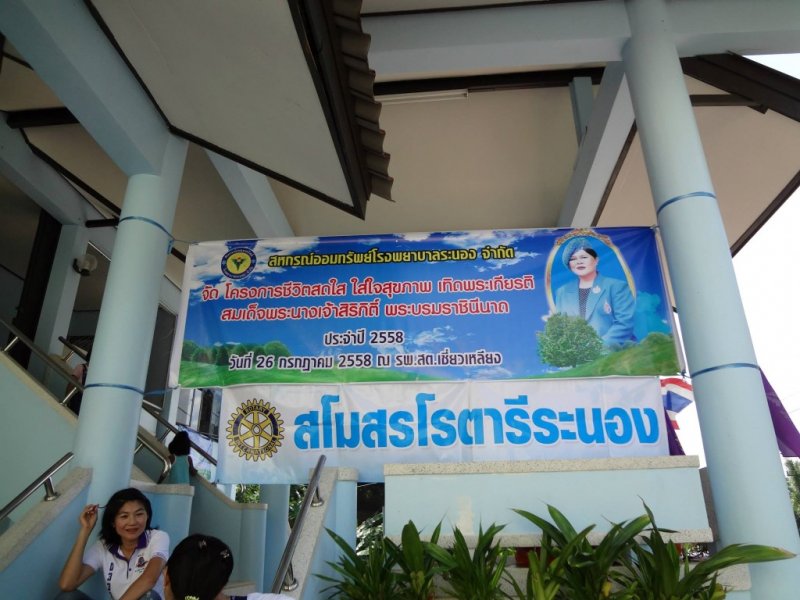 สหกรณ์ออมทรัพย์โรงพยาบาลระนอง จำกัด
จัด โครงการชีวิตสดใส ใส่ใจสุขภาพ เทิดพระเกียรติ
สมเด็จพระนางเจ้าสิริกิติ์ พระบรมราชินีนาถ
ประจำปี 2558
วันที่ 26 กรกฎาคม 2558 ณ รพ.สต.เชี่ยวเหลียง
สโมสรโรตารีระนอง